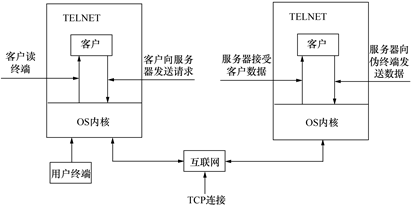 TELNET
客户
客户读
终端
客户向服务
器发送请求
OS内核
用户终端
TELNET
客户
服务器接受
客户数据
服务器向
伪终端发
送数据
OS内核
互联网
TCP连接